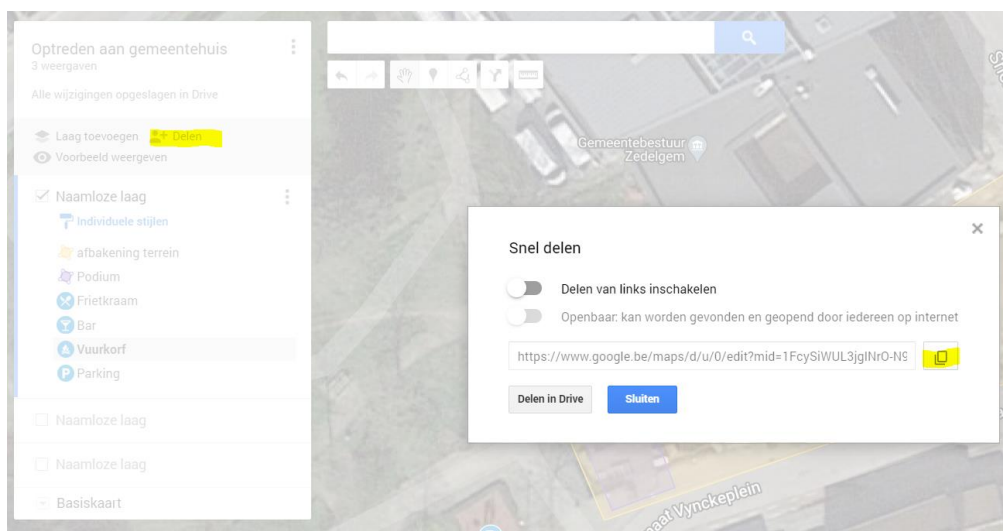 Optreden aan gemeentehuis
3 weergaven
Alle wijzigingen opgeslagen in Drive
Laag toevoegen Delen
Voorbeeld weergeven
Naamloze laag
Individuele stijlen
afbakening terrein
Podium
Frietkraam
Bar
Vuurkorf
Parking
Naamloze laag
Naamloze laag
Basiskaart
Gemeentebestuur
Zedelgem
Snel delen
Delen van links inschakelen
Openbaar: kan worden gevonden en geopend door iedereen op internet
https://www.google.be/maps/d/u/0/edit?mid=1FcySiWUL3jgINrO-N9
Delen in Drive Sluiten
aat Vynckeplein